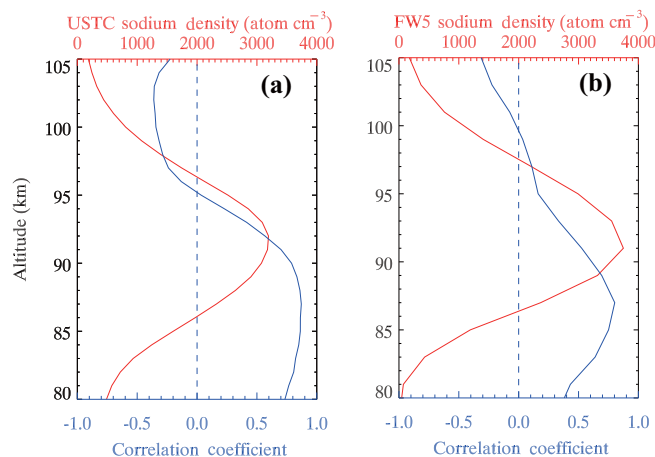 USTC sodium density (atom cm⁻³)
0 1000 2000 3000 4000
105
100
95
90
85
80
Altitude (km)
(a)
-1.0 -0.5 0.0 0.5 1.0
Correlation coefficient
FW5 sodium density (atom cm⁻³)
0 1000 2000 3000 4000
105
100
95
90
85
80
(b)
-1.0 -0.5 0.0 0.5 1.0
Correlation coefficient